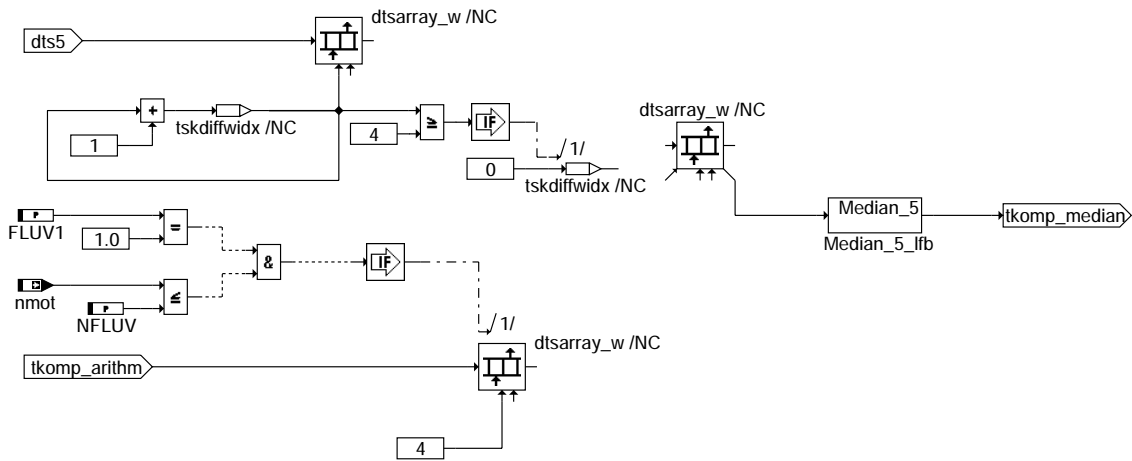 dtsarray_w /NC
dts5
+
tskdiffwidx /NC
1
4
≥
IF
/1/
0
tskdiffwidx /NC
dtsarray_w /NC
Median_5
Median_5_lfb
tkomp_median
P
FLUV1
1.0
=
&
IF
nmot
P
NFLUV
≤
/1/
dtsarray_w /NC
tkomp_arithm
4